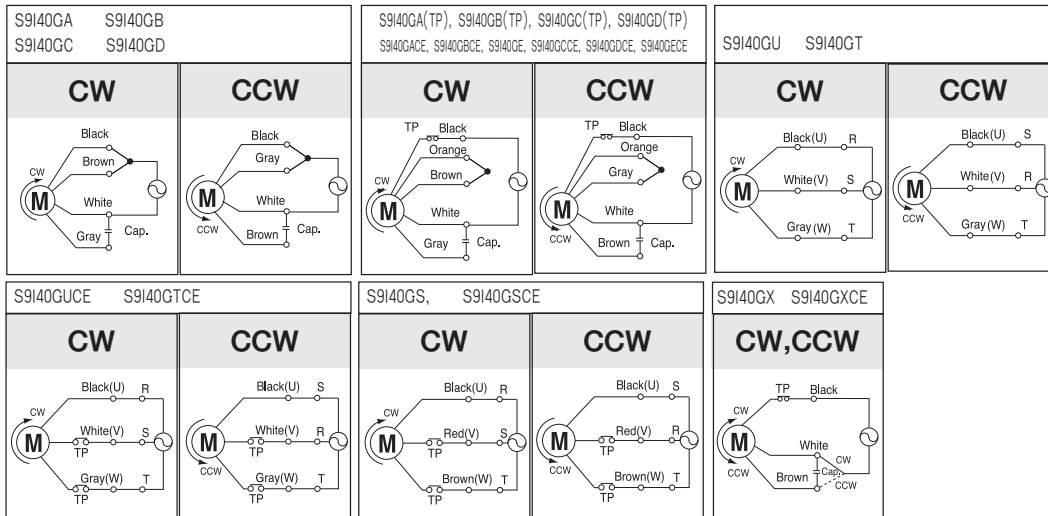 S9I40GA S9I40GB
S9I40GC S9I40GD
CW CCW
Black
Brown
CW
M
White
Gray Cap.
Black
Gray
M
White
CCW
Brown Cap.
S9I40GA(TP), S9I40GB(TP), S9I40GC(TP), S9I40GD(TP)
S9I40GACE, S9I40GBCE, S9I40GE, S9I40GCCE, S9I40GDCE, S9I40GECE
CW CCW
TP Black
Orange
CW
Brown
M
White
Gray Cap.
TP Black
Orange
Gray
M
White
CCW
Brown Cap.
S9I40GU S9I40GT
CW CCW
Black(U) R
CW
White(V) S
M
Gray(W) T
Black(U) S
White(V) R
M
CCW
Gray(W) T
S9I40GUCE S9I40GTCE
CW CCW
Black(U) R
CW
White(V) S
M
TP
Gray(W) T
TP
Black(U) S
White(V) R
M
TP
CCW
Gray(W) T
TP
S9I40GS, S9I40GSCE
CW CCW
Black(U) R
CW
Red(V) S
M
TP
Brown(W) T
TP
Black(U) S
Red(V) R
M
TP
CCW
Brown(W) T
TP
S9I40GX S9I40GXCE
CW,CCW
TP Black
CW
M
White
CW
Cap.
Brown
CCW
CCW